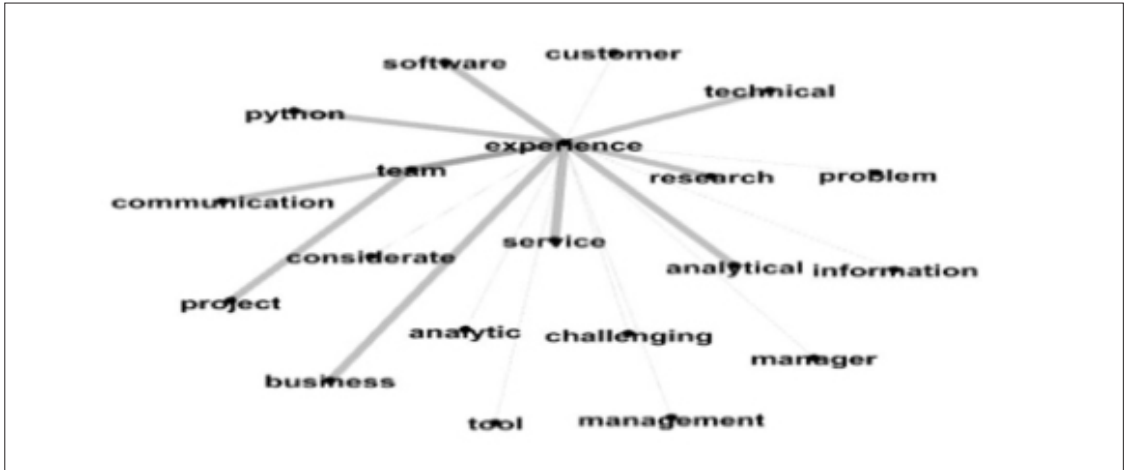 customer
software
technical
python
experience
team
research
problem
communication
service
considerate
analytical
information
project
analytic
challenging
manager
business
management
tool